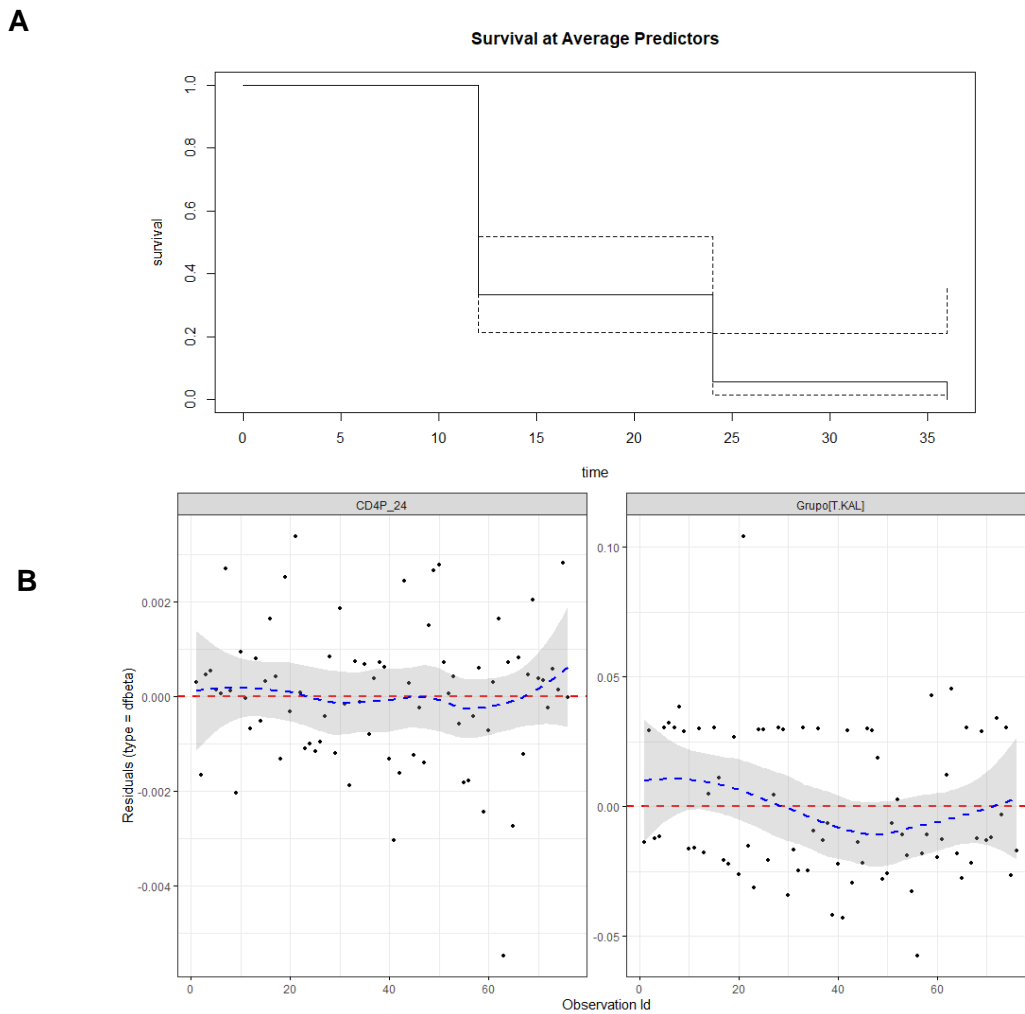 A
Survival at Average Predictors
survival
1.0
0.8
0.6
0.4
0.2
0.0
0 5 10 15 20 25 30 35
time
B
CD4P_24
Grupo[T.KAL]
Residuals (type = dfbeta)
0.002
0.000
-0.002
-0.004
0.10
0.05
0.00
-0.05
0 20 40 60
0 20 40 60
Observation Id